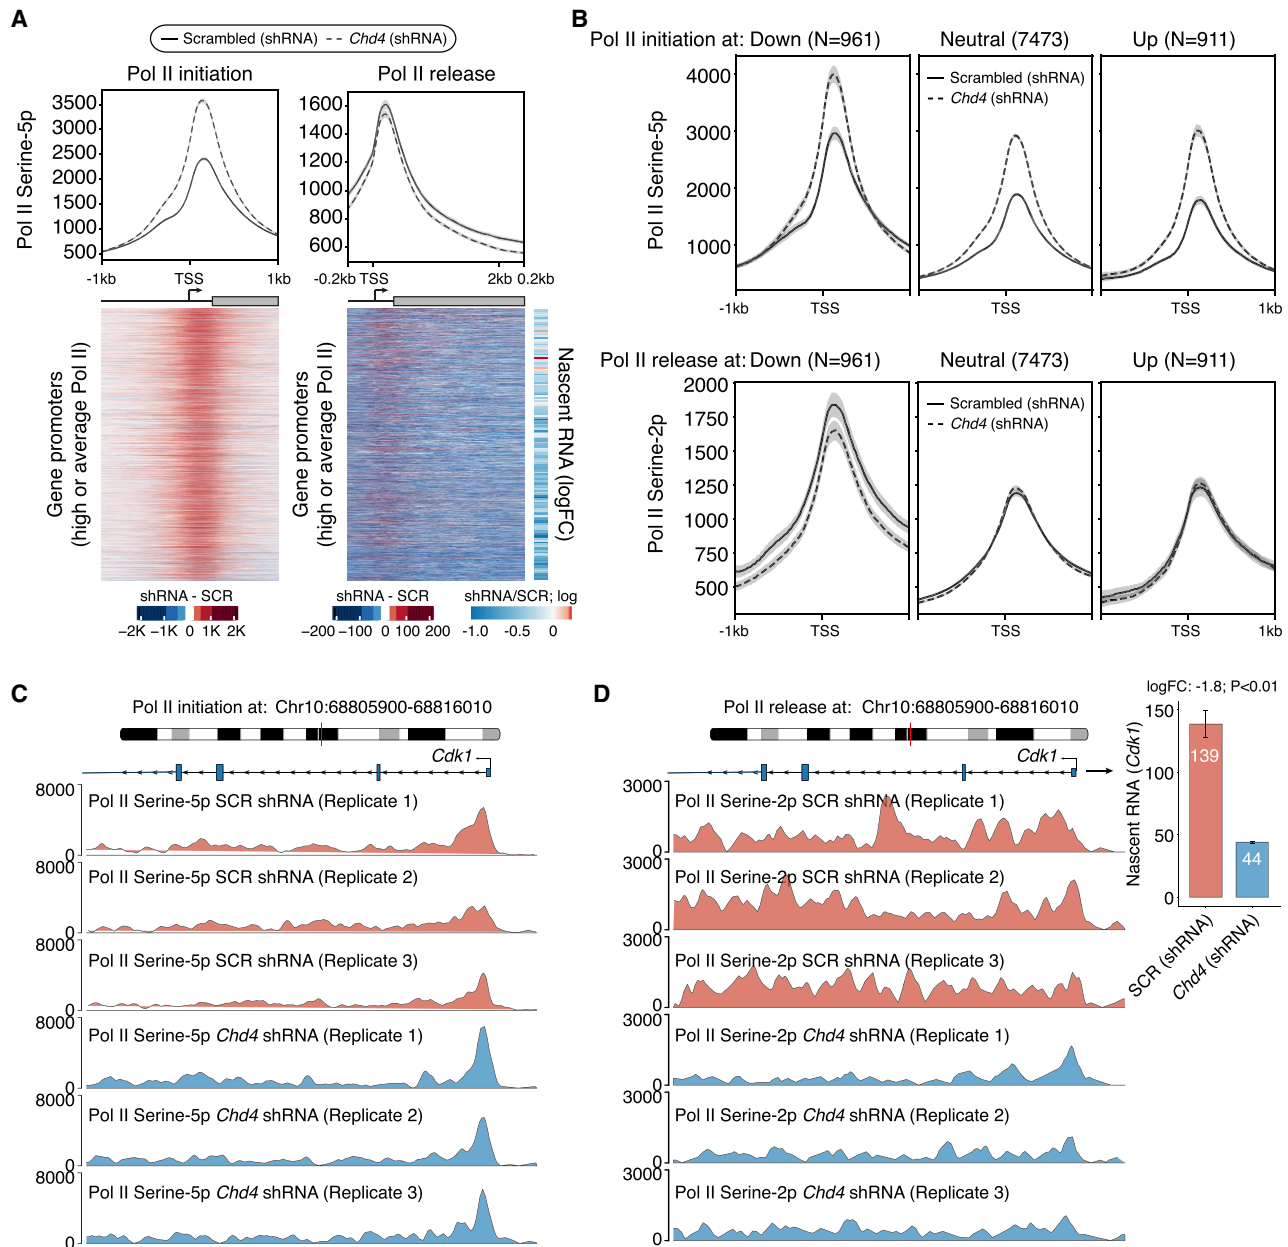 A
Scrambled (shRNA) Chd4 (shRNA)
Pol II initiation
Pol II release
Pol II Serine-5p
3500
3000
2500
2000
1500
1000
500
-1kb TSS 1kb
1600
1400
1200
1000
800
600
-0.2kb TSS 2kb 0.2kb
Gene promoters
(high or average Pol II)
Gene promoters
(high or average Pol II)
Nascent RNA (logFC)
shRNA - SCR
−2K −1K 0 1K 2K
shRNA - SCR
−200 −100 0 100 200
shRNA/SCR; log
-1.0 -0.5 0
B
Pol II initiation at: Down (N=961) Neutral (7473) Up (N=911)
Pol II Serine-5p
4000
3000
2000
1000
Scrambled (shRNA)
Chd4 (shRNA)
-1kb TSS TSS TSS 1kb
Pol II release at: Down (N=961) Neutral (7473) Up (N=911)
Pol II Serine-2p
2000
1750
1500
1250
1000
750
500
Scrambled (shRNA)
Chd4 (shRNA)
-1kb TSS TSS TSS 1kb
C
Pol II initiation at: Chr10:68805900-68816010
Cdk1
8000
Pol II Serine-5p SCR shRNA (Replicate 1)
0
8000
Pol II Serine-5p SCR shRNA (Replicate 2)
0
8000
Pol II Serine-5p SCR shRNA (Replicate 3)
0
8000
Pol II Serine-5p Chd4 shRNA (Replicate 1)
0
8000
Pol II Serine-5p Chd4 shRNA (Replicate 2)
0
8000
Pol II Serine-5p Chd4 shRNA (Replicate 3)
0
D
Pol II release at: Chr10:68805900-68816010
Cdk1
3000
Pol II Serine-2p SCR shRNA (Replicate 1)
0
3000
Pol II Serine-2p SCR shRNA (Replicate 2)
0
3000
Pol II Serine-2p SCR shRNA (Replicate 3)
0
3000
Pol II Serine-2p Chd4 shRNA (Replicate 1)
0
3000
Pol II Serine-2p Chd4 shRNA (Replicate 2)
0
3000
Pol II Serine-2p Chd4 shRNA (Replicate 3)
0
logFC: -1.8; P<0.01
Nascent RNA (Cdk1)
150
100
50
0
139
44
SCR (shRNA)
Chd4 (shRNA)